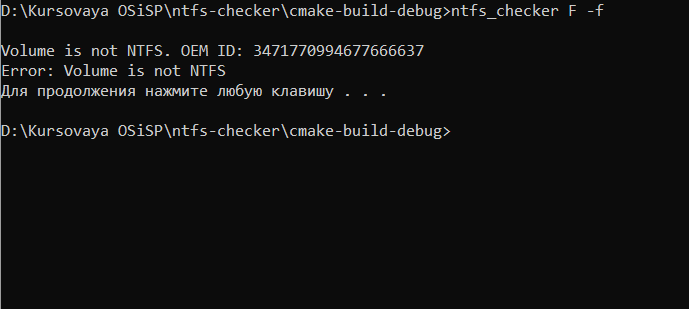 D:\Kursovaya OSiSP\ntfs-checker\cmake-build-debug>ntfs_checker F -f
Volume is not NTFS. OEM ID: 3471770994677666637
Error: Volume is not NTFS
Для продолжения нажмите любую клавишу . . .
D:\Kursovaya OSiSP\ntfs-checker\cmake-build-debug>